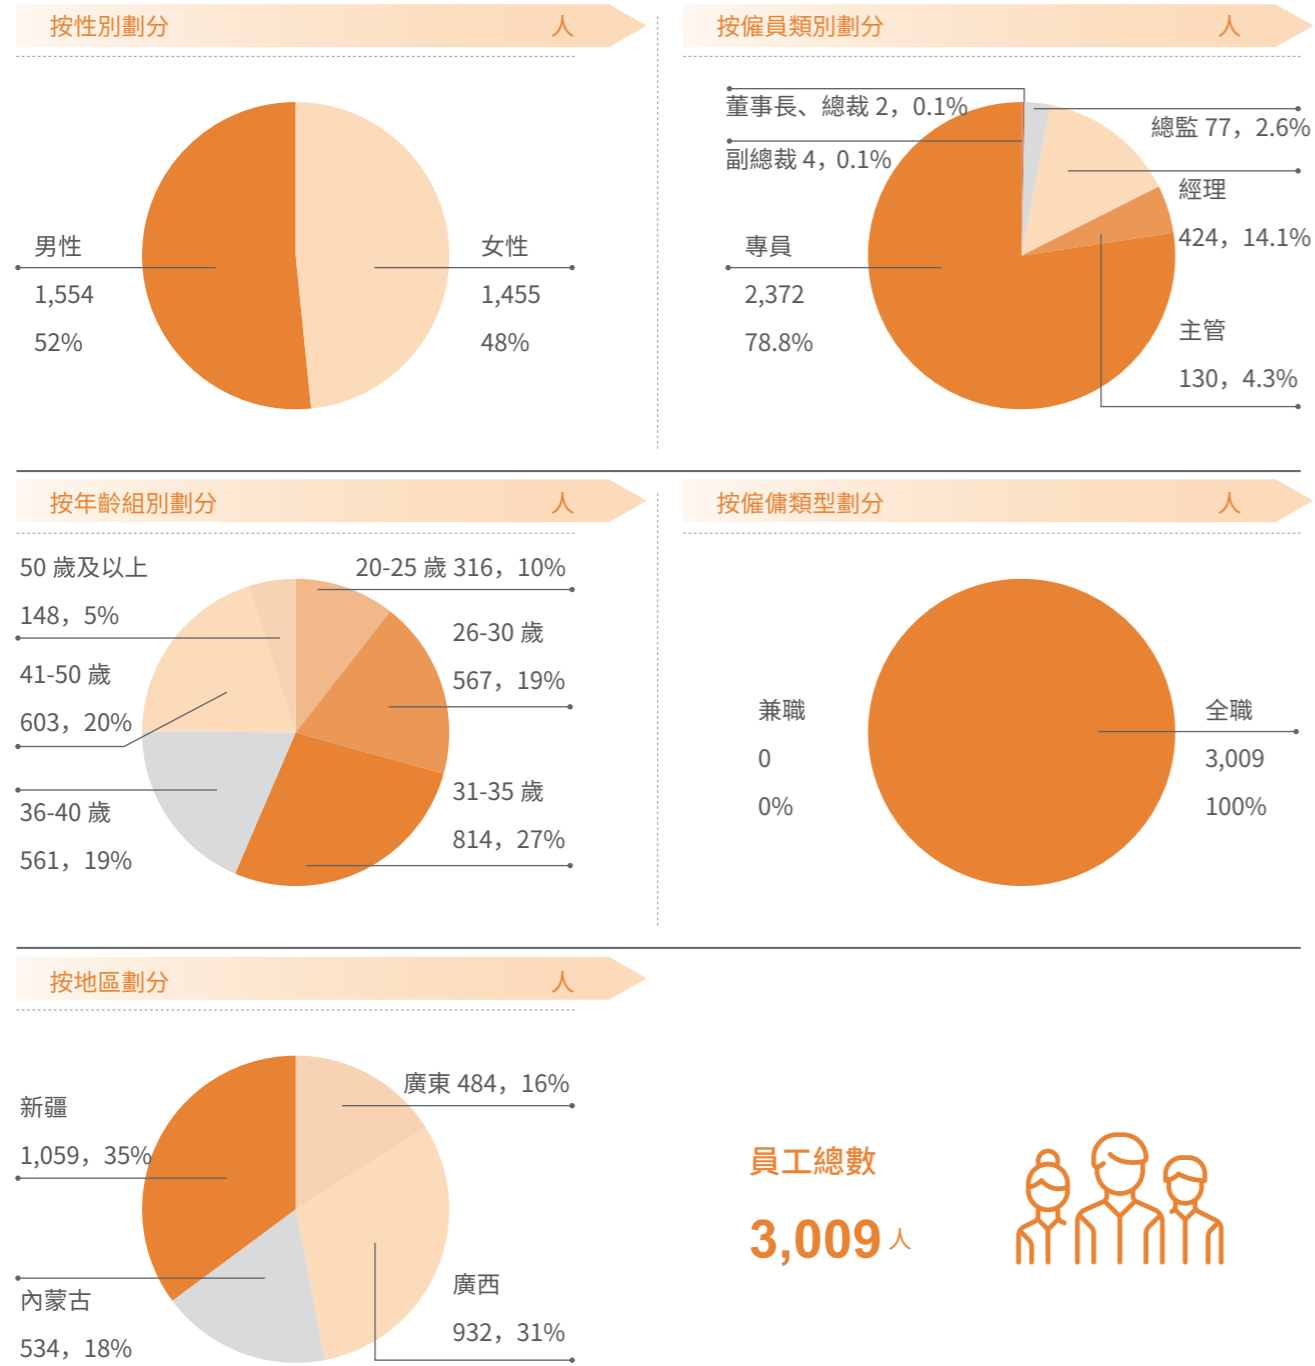 按性別劃分 人
男性
1,554
52%
女性
1,455
48%
按僱員類別劃分 人
董事長、總裁 2，0.1%
副總裁 4，0.1%
總監 77，2.6%
經理
424，14.1%
專員
2,372
78.8%
主管
130，4.3%
按年齡組別劃分 人
50 歲及以上
148，5%
20-25 歲 316，10%
26-30 歲
567，19%
41-50 歲
603，20%
31-35 歲
814，27%
36-40 歲
561，19%
按僱傭類型劃分 人
兼職
0
0%
全職
3,009
100%
按地區劃分 人
廣東 484，16%
新疆
1,059，35%
內蒙古
534，18%
廣西
932，31%
員工總數
3,009 人